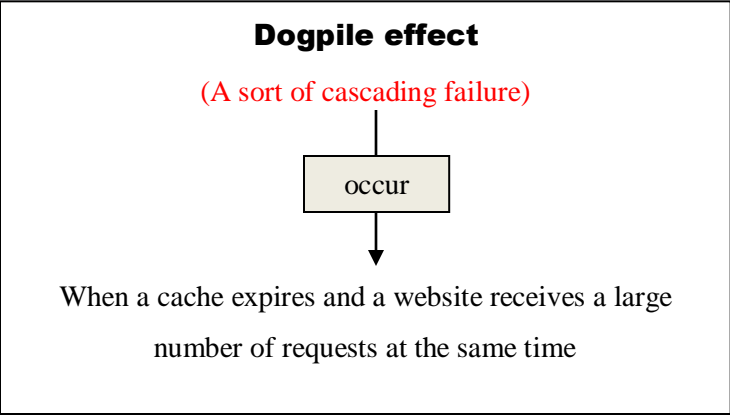 Dogpile effect
(A sort of cascading failure)
occur
When a cache expires and a website receives a large
number of requests at the same time